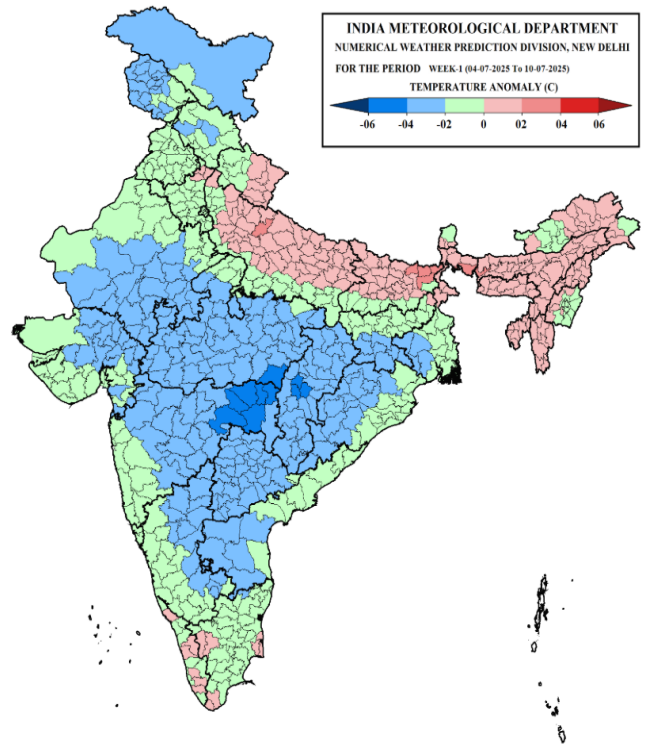 INDIA METEOROLOGICAL DEPARTMENT
NUMERICAL WEATHER PREDICTION DIVISION, NEW DELHI
FOR THE PERIOD WEEK-1 (04-07-2025 To 10-07-2025)
TEMPERATURE ANOMALY (C)
-06 -04 -02 0 02 04 06